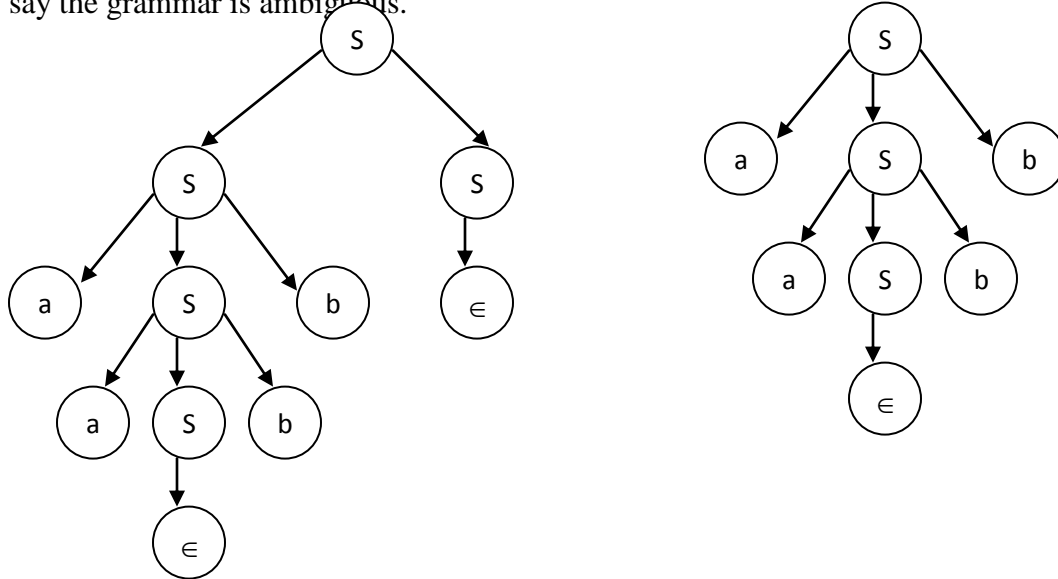 say the grammar is ambiguous.
S S
a b
S S S
a S b
a S b ∈
∈
a S b
∈